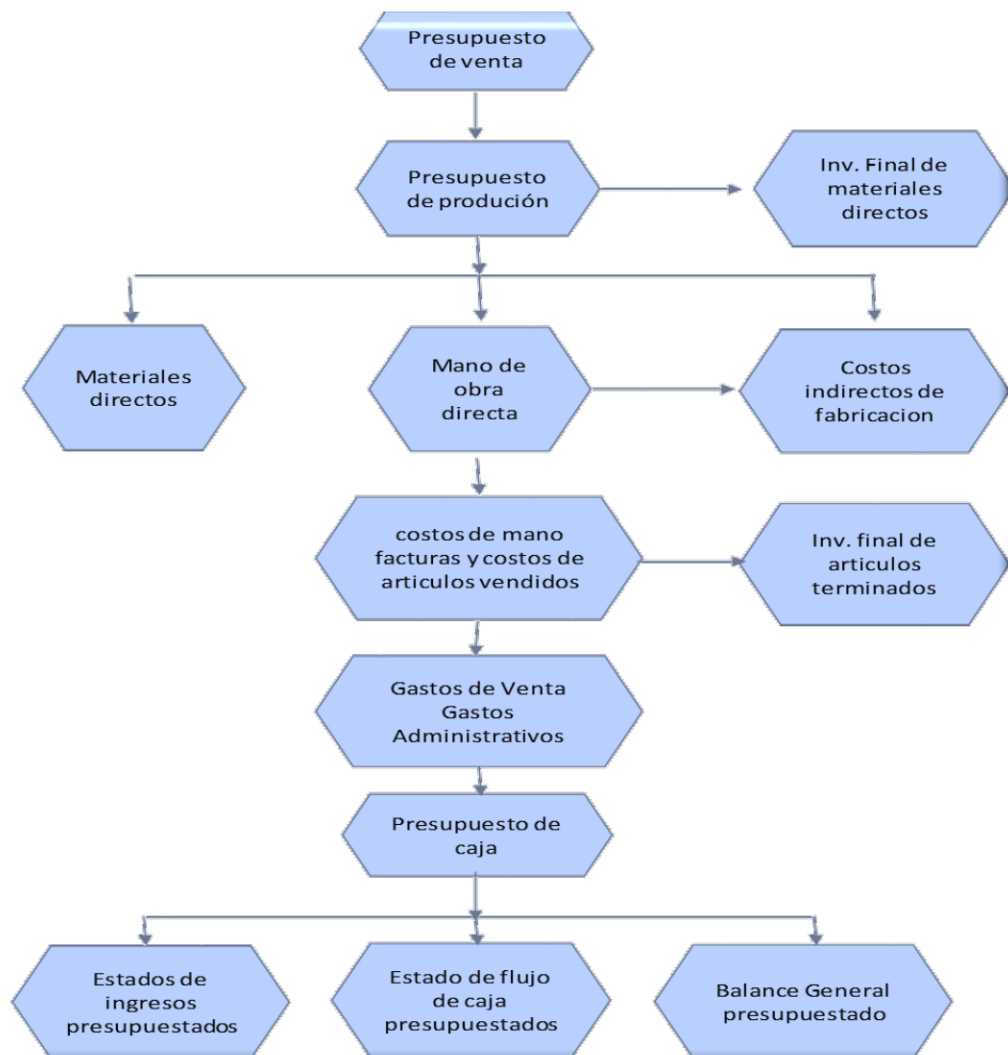 Presupuesto
de venta
Presupuesto
de produción
Inv. Final de
materiales
directos
Materiales
directos
Mano de
obra
directa
Costos
indirectos de
fabricacion
costos de mano
facturas y costos de
articulos vendidos
Inv. final de
articulos
terminados
Gastos de Venta
Gastos
Administrativos
Presupuesto de
caja
Estados de
ingresos
presupuestados
Estado de flujo
de caja
presupuestados
Balance General
presupuestado